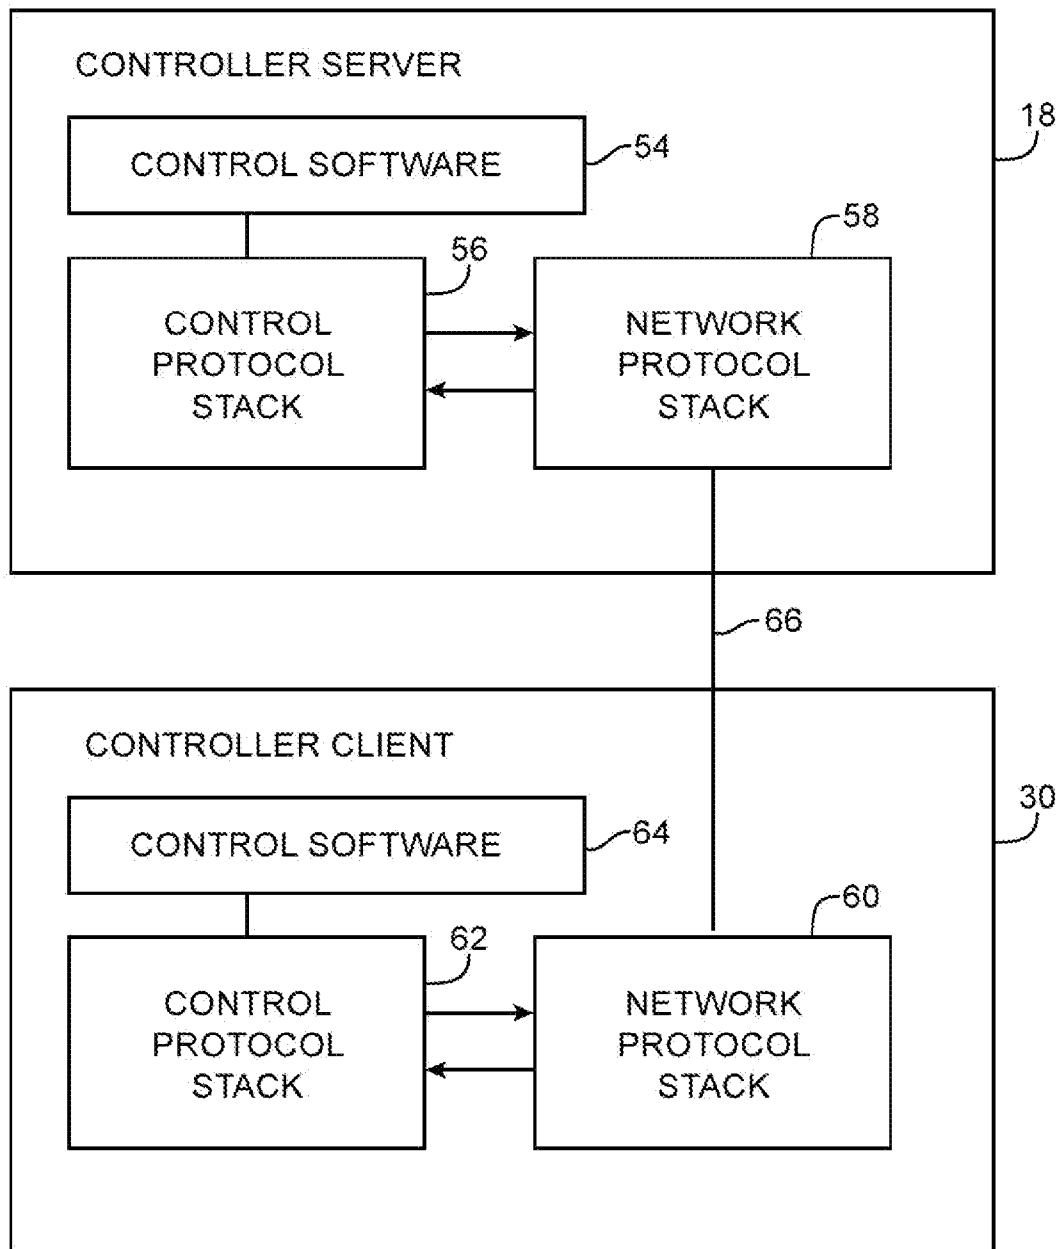 CONTROLLER SERVER
18
CONTROL SOFTWARE
54
56
58
CONTROL
PROTOCOL
STACK
NETWORK
PROTOCOL
STACK
66
CONTROLLER CLIENT
30
CONTROL SOFTWARE
64
62
60
CONTROL
PROTOCOL
STACK
NETWORK
PROTOCOL
STACK